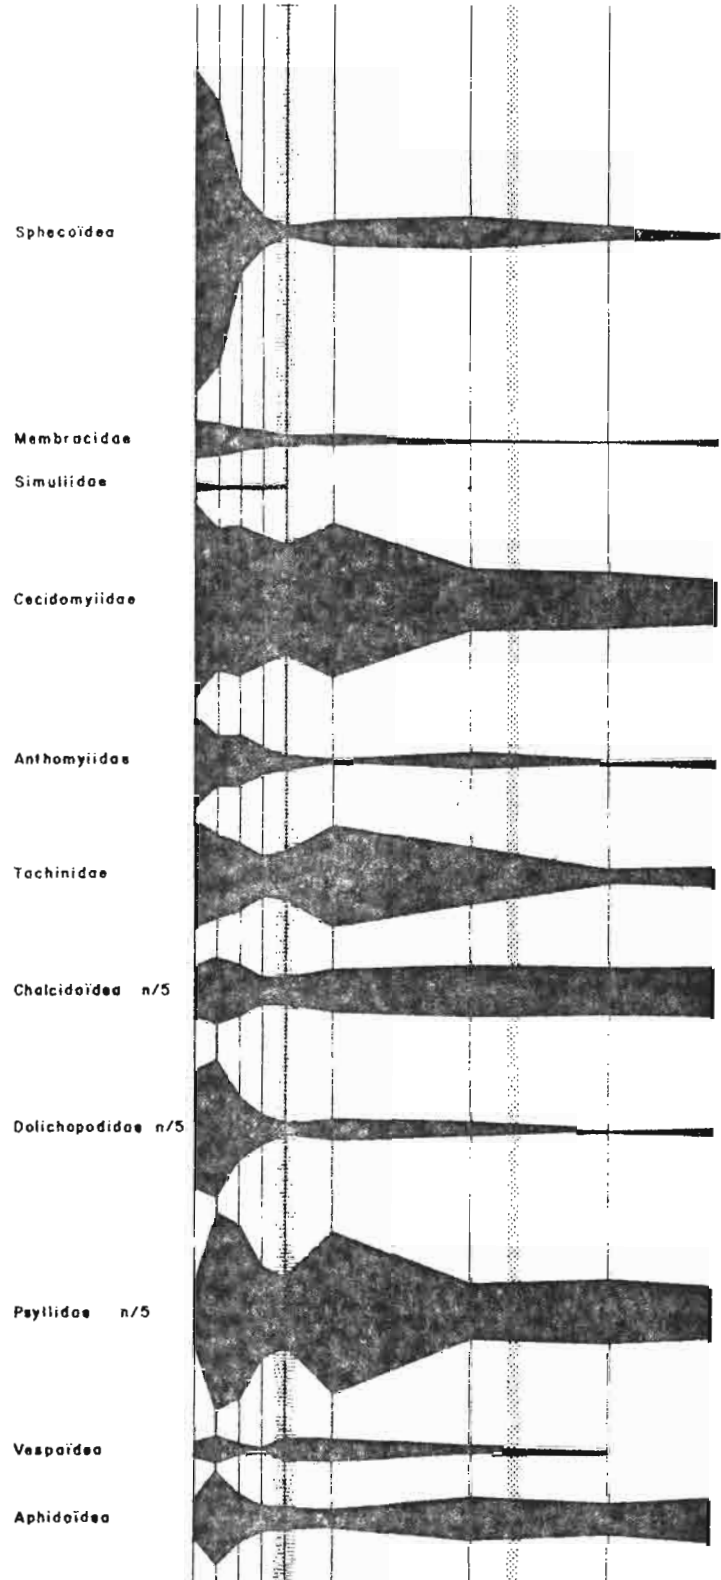 Sphecoïdea
Membracidae
Simuliidae
Cecidomyiidae
Anthomyiidae
Tachinidae
Chalcidoïdea n/5
Dolichopodidae n/5
Psyllidae n/5
Vespoïdea
Aphidoïdea